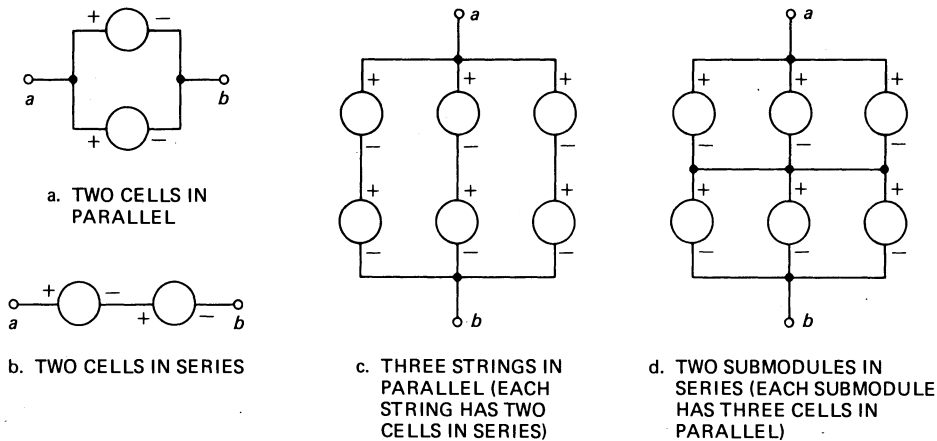 + −
a b
+ −
a. TWO CELLS IN
PARALLEL
+ − + −
a b
b. TWO CELLS IN SERIES
a
+ + +
− − −
+ + +
− − −
b
c. THREE STRINGS IN
PARALLEL (EACH
STRING HAS TWO
CELLS IN SERIES)
a
+ + +
− − −
+ + +
− − −
b
d. TWO SUBMODULES IN
SERIES (EACH SUBMODULE
HAS THREE CELLS IN
PARALLEL)